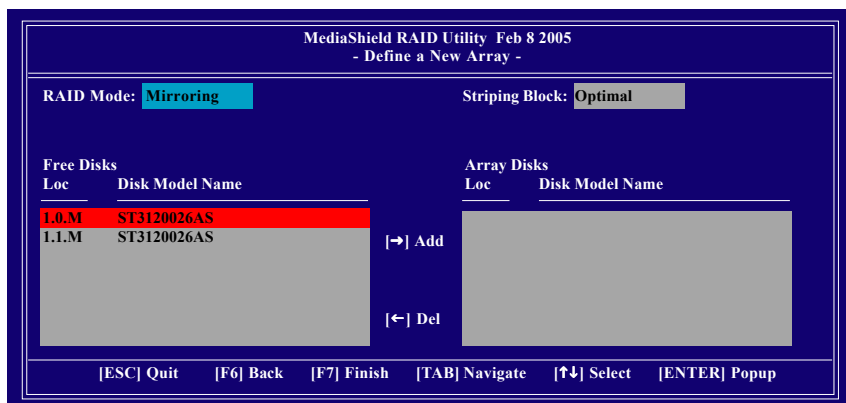 MediaShield RAID Utility Feb 8 2005
- Define a New Array -
RAID Mode: Mirroring Striping Block: Optimal
Free Disks Array Disks
Loc Disk Model Name Loc Disk Model Name
1.0.M ST3120026AS
1.1.M ST3120026AS
[→] Add
[←] Del
[ESC] Quit [F6] Back [F7] Finish [TAB] Navigate [↑↓] Select [ENTER] Popup